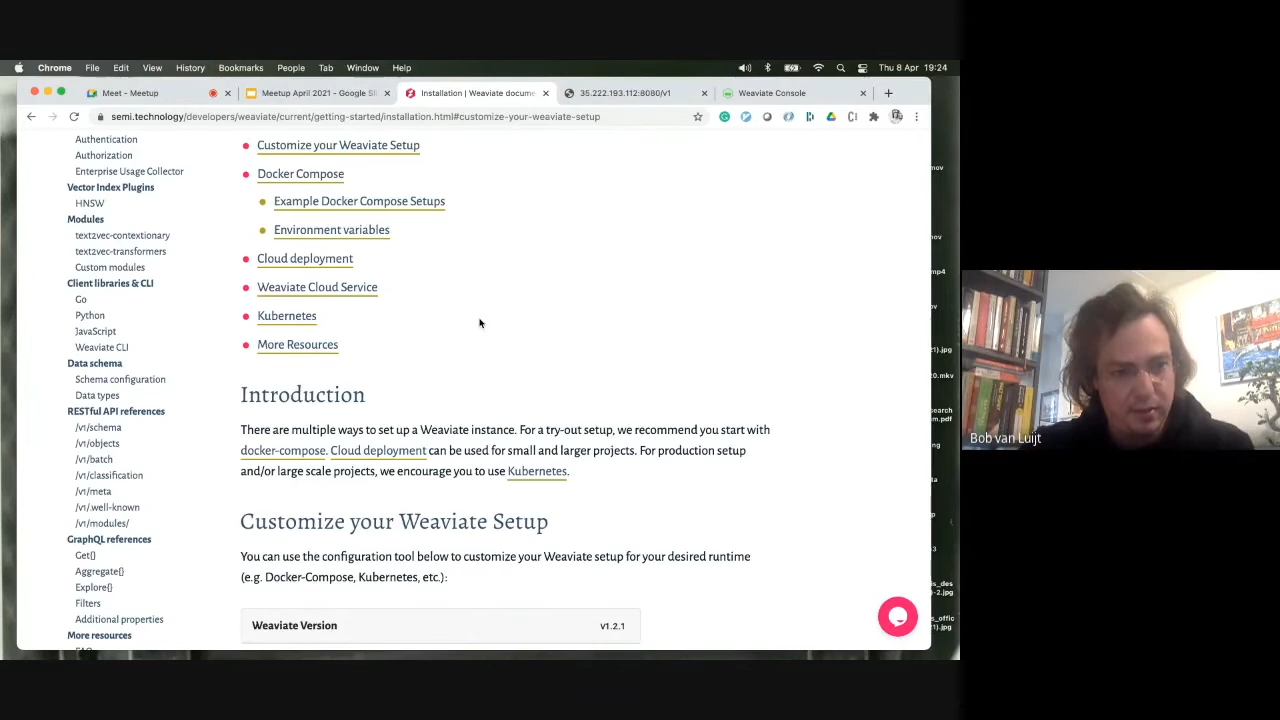 Chrome File Edit View History Bookmarks People Tab Window Help Thu 8 Apr 19:24
Meet - Meetup
Meetup April 2021 - Google Sl
Installation | Weaviate docume
35.222.193.112:8080/v1
Weaviate Console
semi.technology/developers/weaviate/current/getting-started/installation.html#customize-your-weaviate-setup
Authentication
Authorization
Enterprise Usage Collector
Vector Index Plugins
HNSW
Modules
text2vec-contextionary
text2vec-transformers
Custom modules
Client libraries & CLI
Go
Python
JavaScript
Weaviate CLI
Data schema
Schema configuration
Data types
RESTful API references
/v1/schema
/v1/objects
/v1/batch
/v1/classification
/v1/meta
/v1/.well-known
/v1/modules/
GraphQL references
Get{}
Aggregate{}
Explore{}
Filters
Additional properties
More resources
Customize your Weaviate Setup
Docker Compose
Example Docker Compose Setups
Environment variables
Cloud deployment
Weaviate Cloud Service
Kubernetes
More Resources
Introduction
There are multiple ways to set up a Weaviate instance. For a try-out setup, we recommend you start with
docker-compose. Cloud deployment can be used for small and larger projects. For production setup
and/or large scale projects, we encourage you to use Kubernetes.
Customize your Weaviate Setup
You can use the configuration tool below to customize your Weaviate setup for your desired runtime
(e.g. Docker-Compose, Kubernetes, etc.):
Weaviate Version v1.2.1
Bob van Luijt